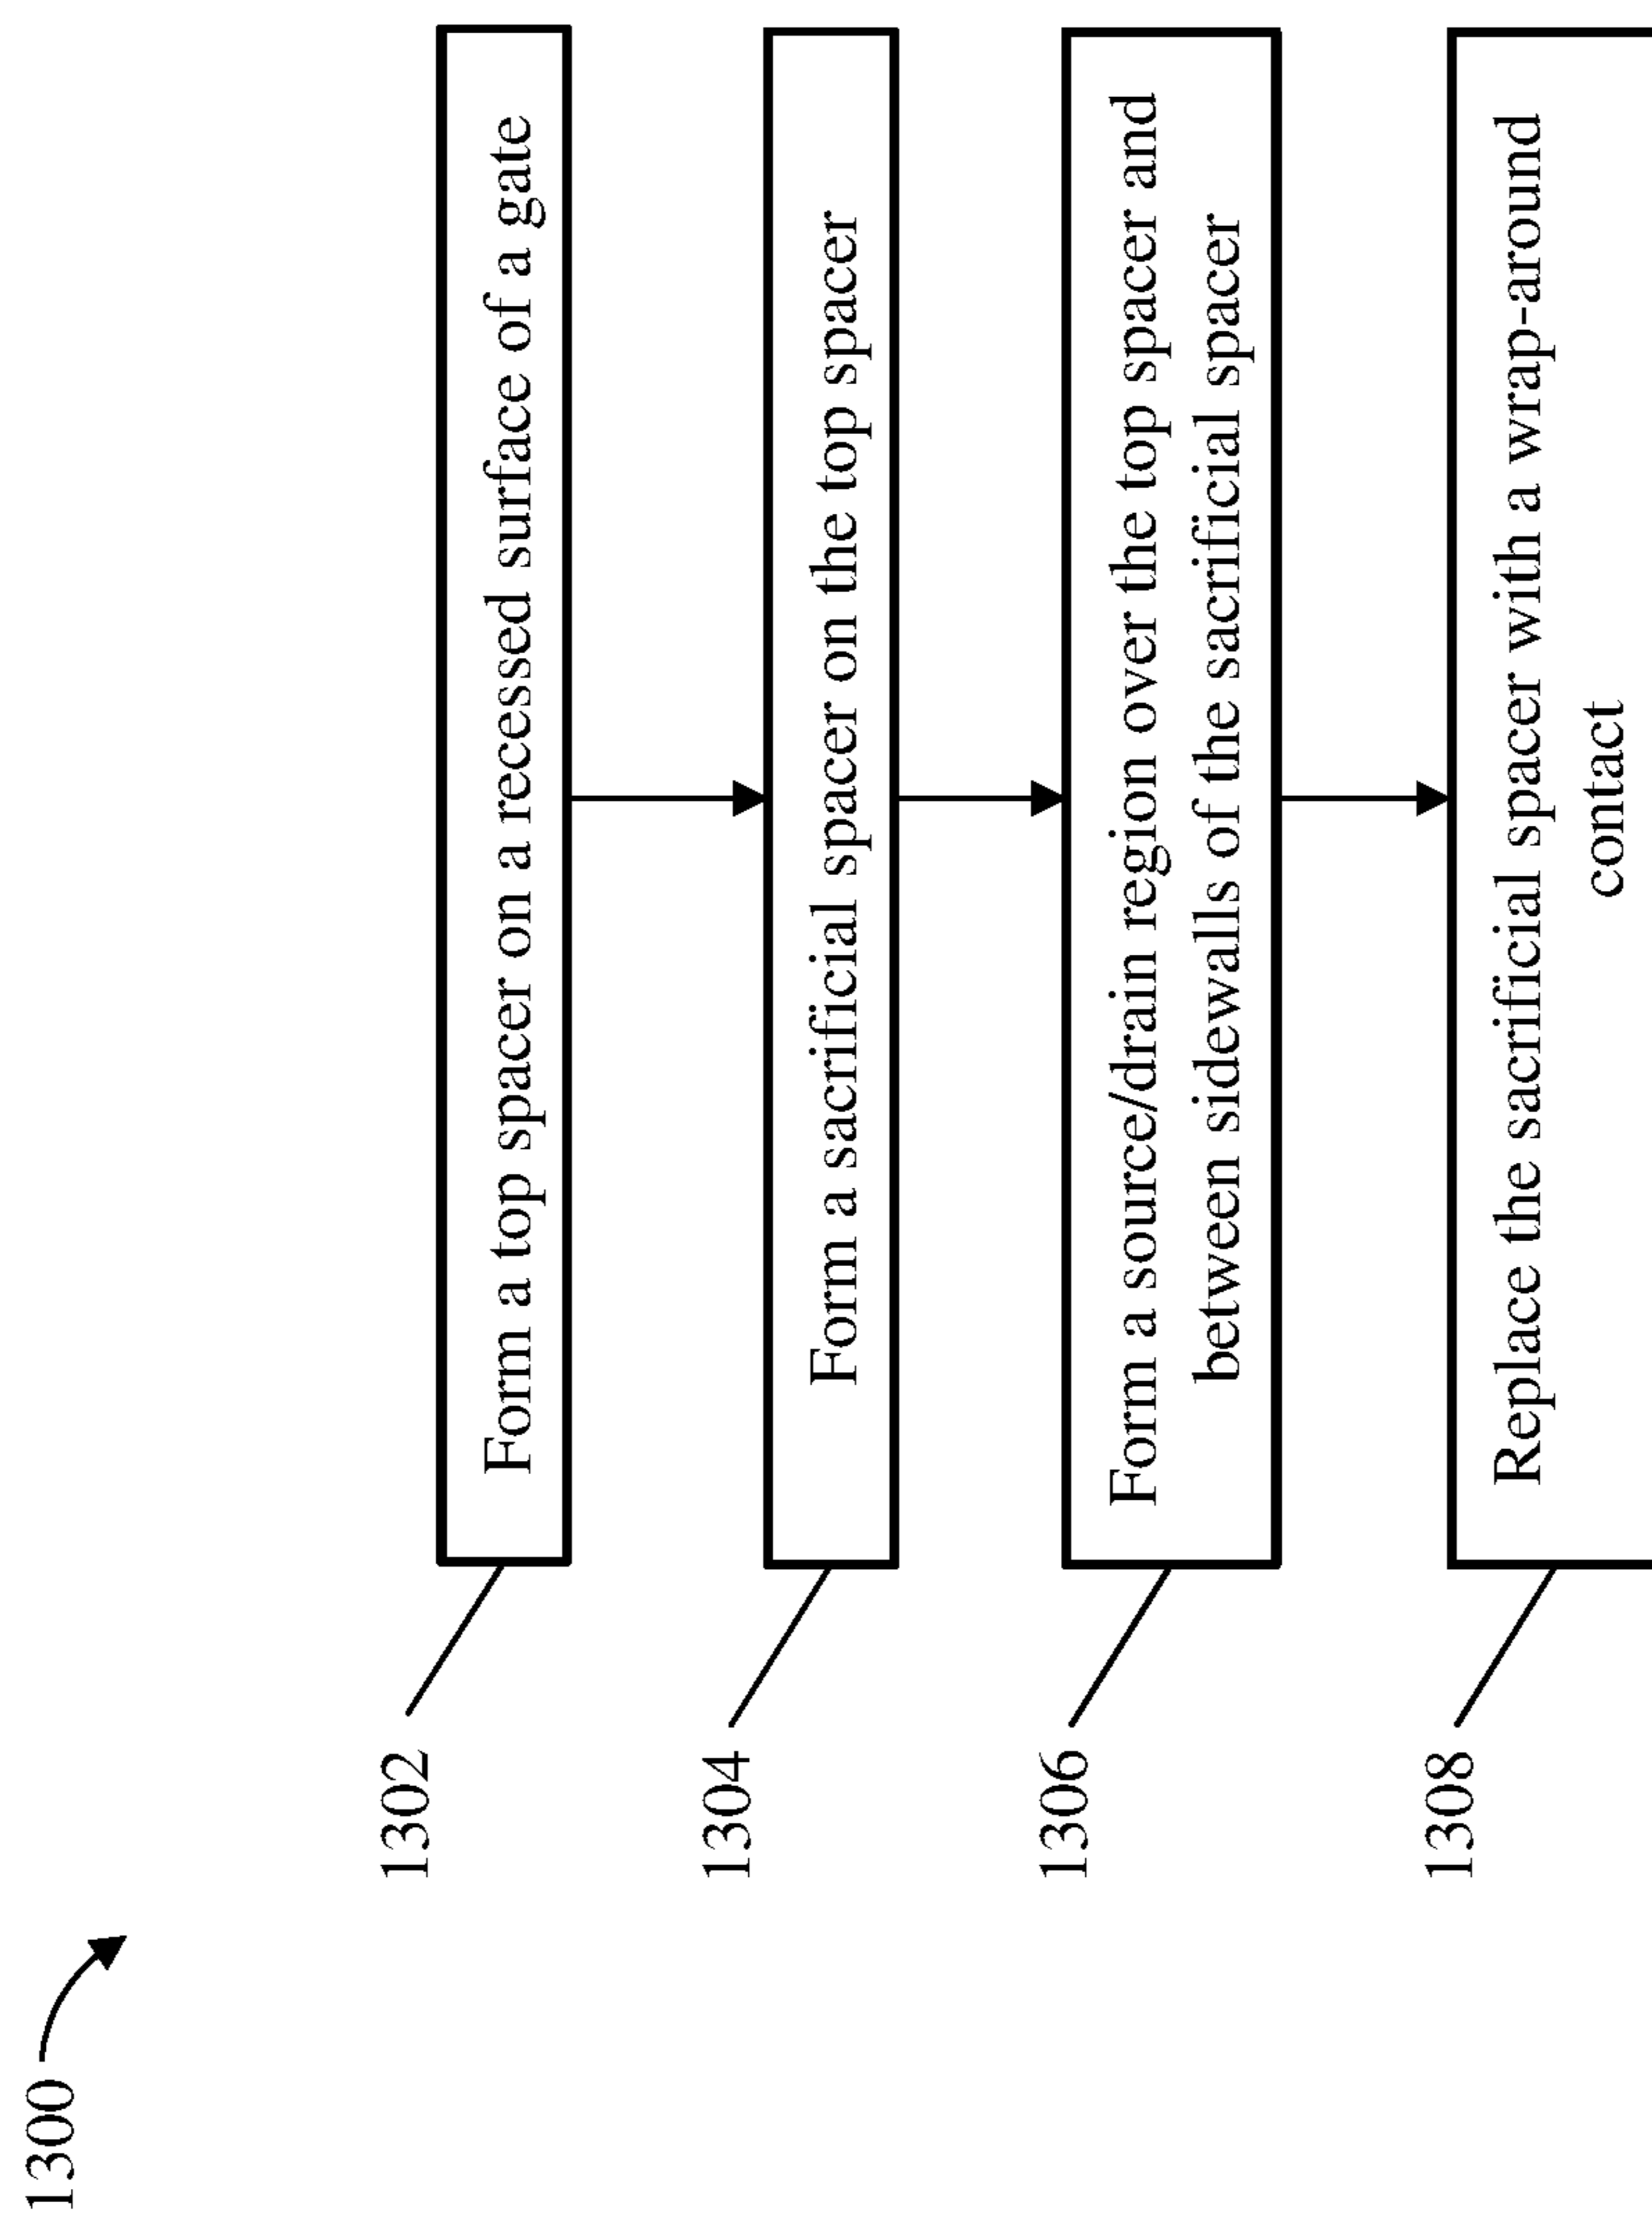 1300
1302
Form a top spacer on a recessed surface of a gate
1304
Form a sacrificial spacer on the top spacer
1306
Form a source/drain region over the top spacer and
between sidewalls of the sacrificial spacer
1308
Replace the sacrificial spacer with a wrap-around
contact